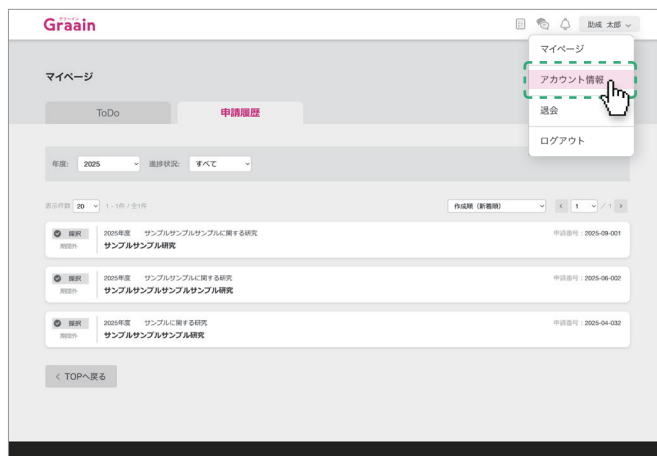 グラーイン
Graain
助成 太郎
マイページ
アカウント情報
退会
ログアウト
マイページ
ToDo
申請履歴
年度: 2025 進捗状況: すべて
表示件数 20 1 - 1件 / 全1件 作成順（新着順） 1 / 1
採択 2025年度 サンプルサンプルサンプルに関する研究 申請番号：2025-09-001
期間外 サンプルサンプル研究
採択 2025年度 サンプルサンプルに関する研究 申請番号：2025-06-002
期間外 サンプルサンプルサンプルサンプル研究
採択 2025年度 サンプルに関する研究 申請番号：2025-04-032
期間外 サンプルサンプルサンプル研究
< TOPへ戻る